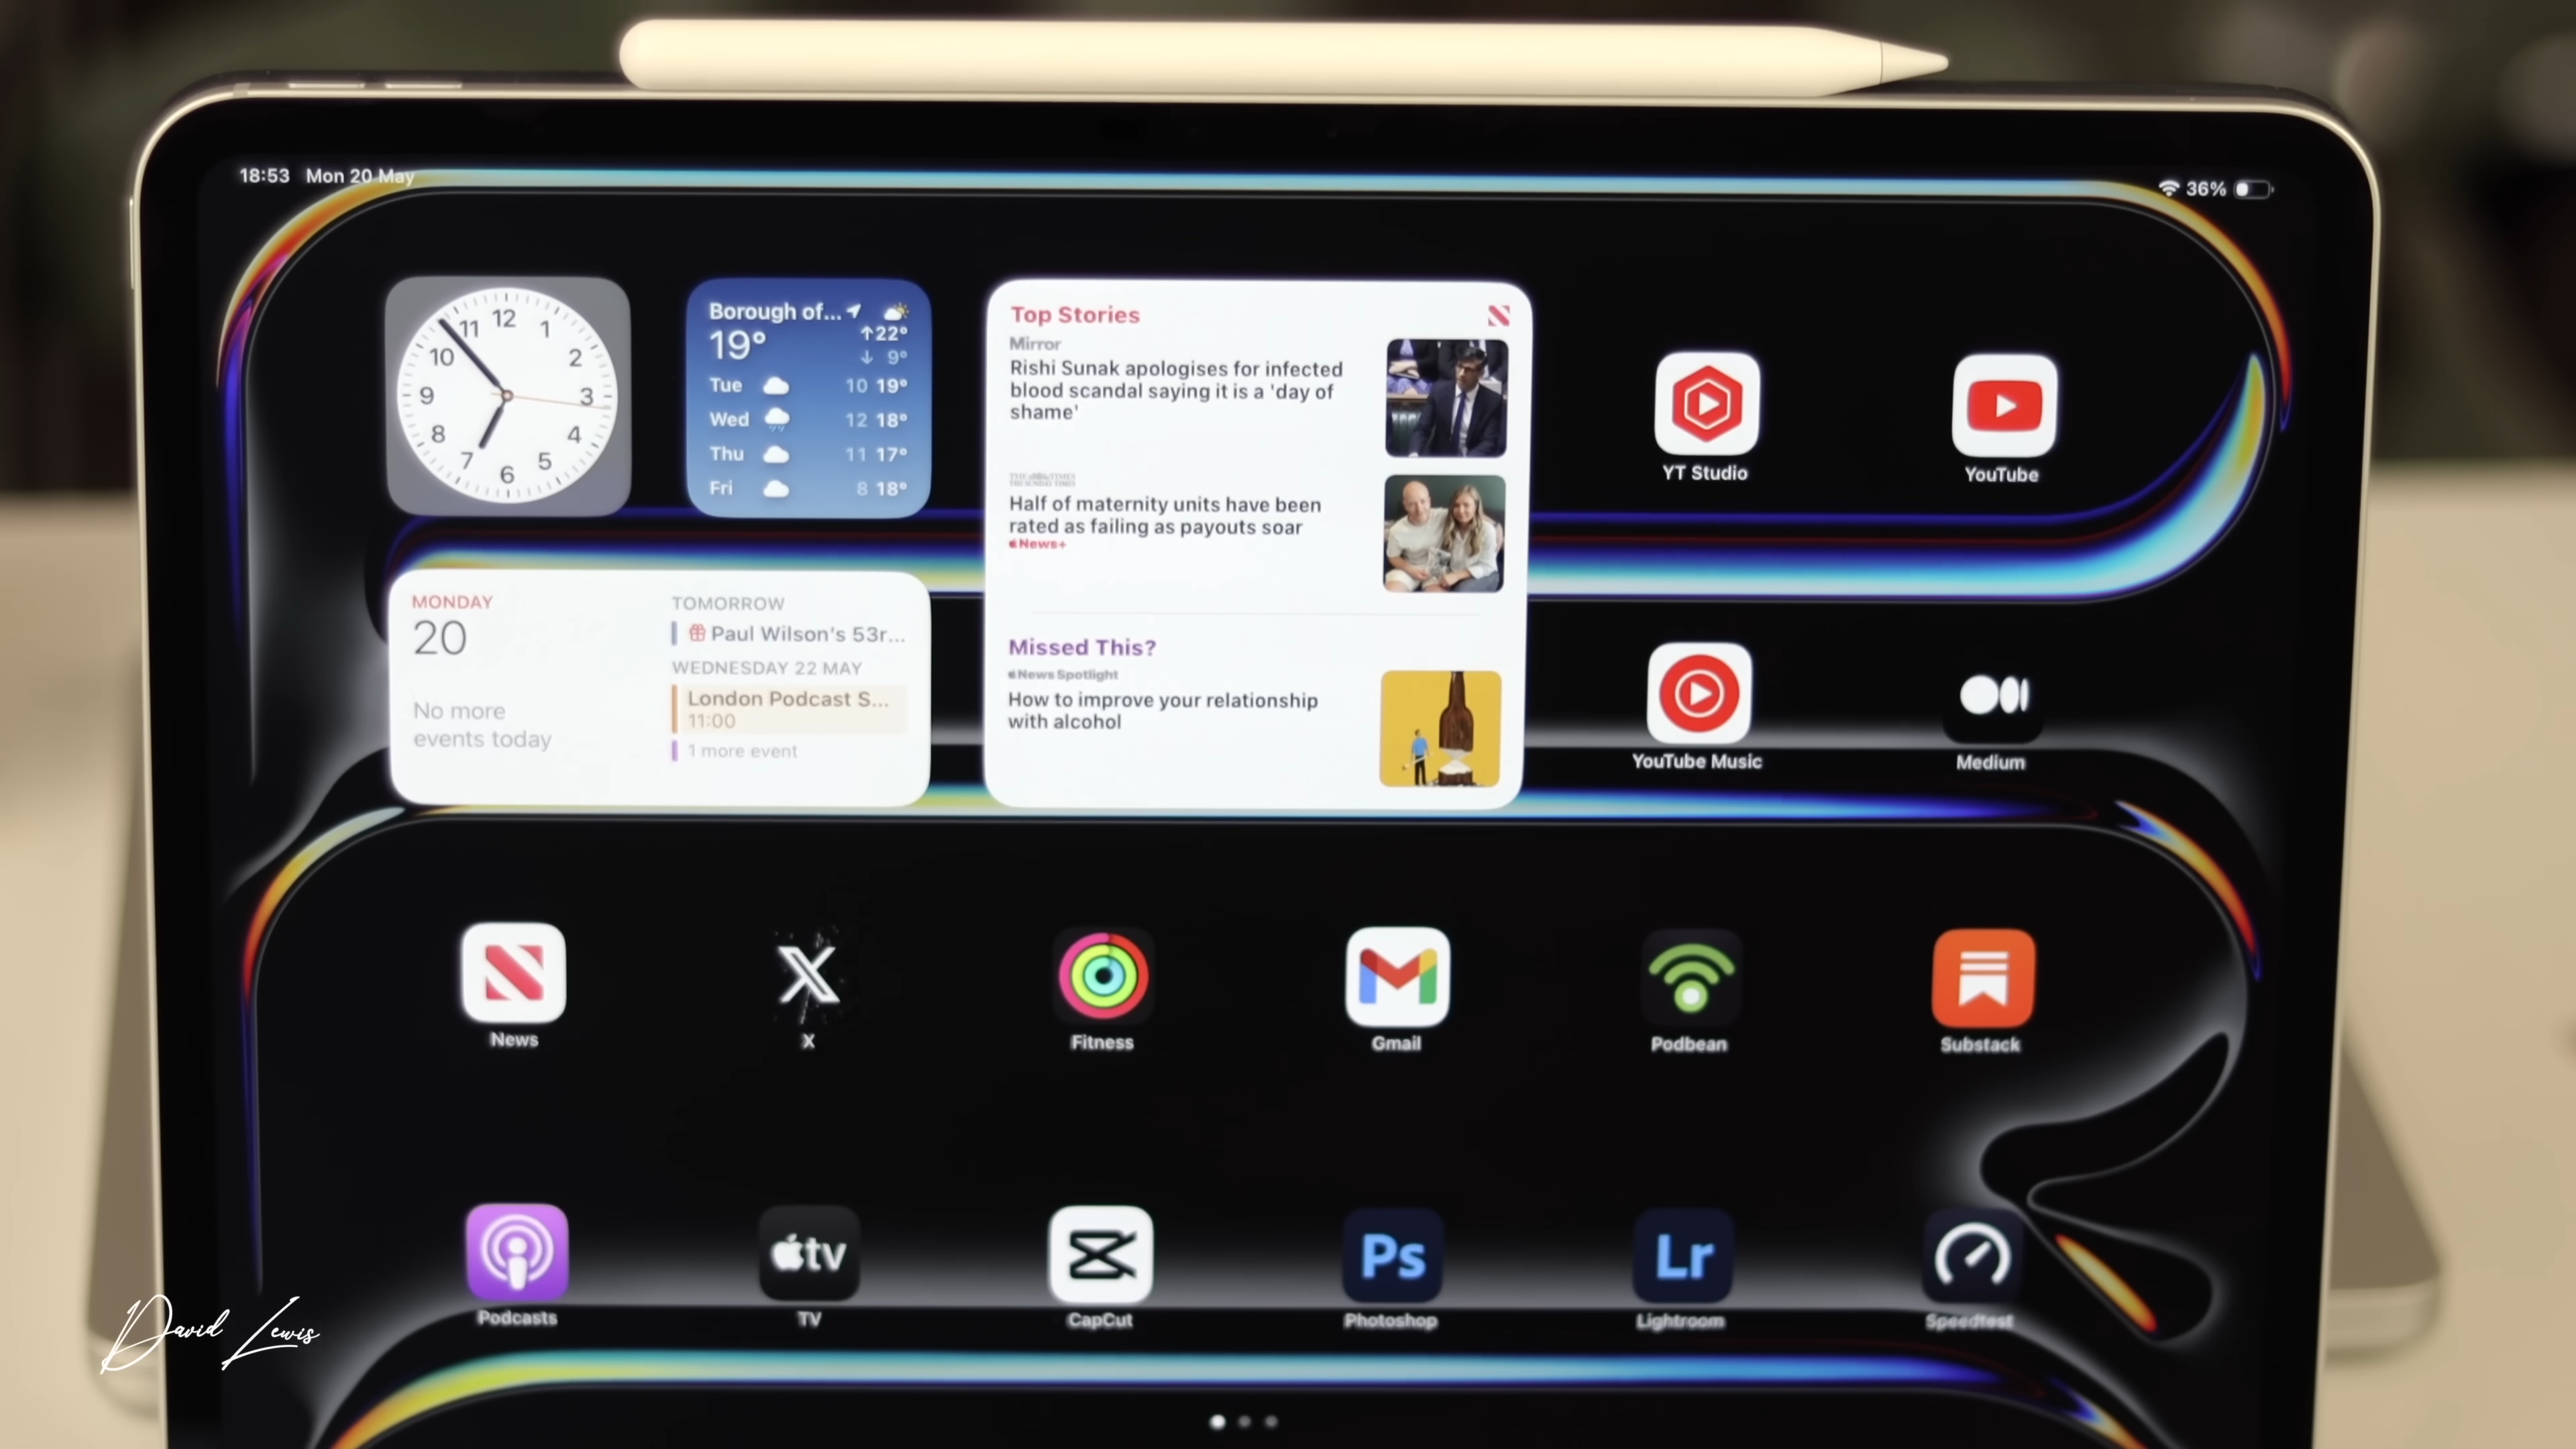 18:53 Mon 20 May
36%
12
11
1
10
2
9
3
8
4
7
5
6
Borough of...
19°
↑22°
↓ 9°
Tue 10 19°
Wed 12 18°
Thu 11 17°
Fri 8 18°
Top Stories
Mirror
Rishi Sunak apologises for infected
blood scandal saying it is a 'day of
shame'
THE TIMES
THE SUNDAY TIMES
Half of maternity units have been
rated as failing as payouts soar
News+
Missed This?
News Spotlight
How to improve your relationship
with alcohol
YT Studio
YouTube
MONDAY
20
No more
events today
TOMORROW
Paul Wilson's 53r...
WEDNESDAY 22 MAY
London Podcast S...
11:00
1 more event
YouTube Music
Medium
News
X
Fitness
Gmail
Podbean
Substack
tv
Ps
Lr
Podcasts
TV
CapCut
Photoshop
Lightroom
Speedtest
David Lewis